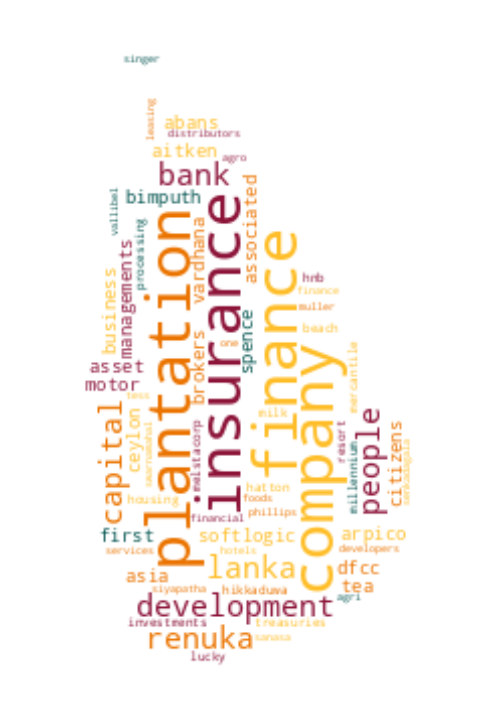 singer
leasing
abans
distributors
aitken
agro
bank
vallibel
bimputh
associated
processing
plantation
insurance
vardhana
finance
managements
business
hnb
finance
muller
spence
beach
brokers
one
company
mercantile
asset
motor
tess
capital
ceylon
milk
people
citizens
resort
melstacorp
millennium
housing
hatton
foods
phillips
financial
first
softlogic
arpico
services
hotels
developers
lanka
dfcc
asia
tea
siyapatha
hikkaduwa
agri
development
investments
treasuries
renuka
sanasa
lucky